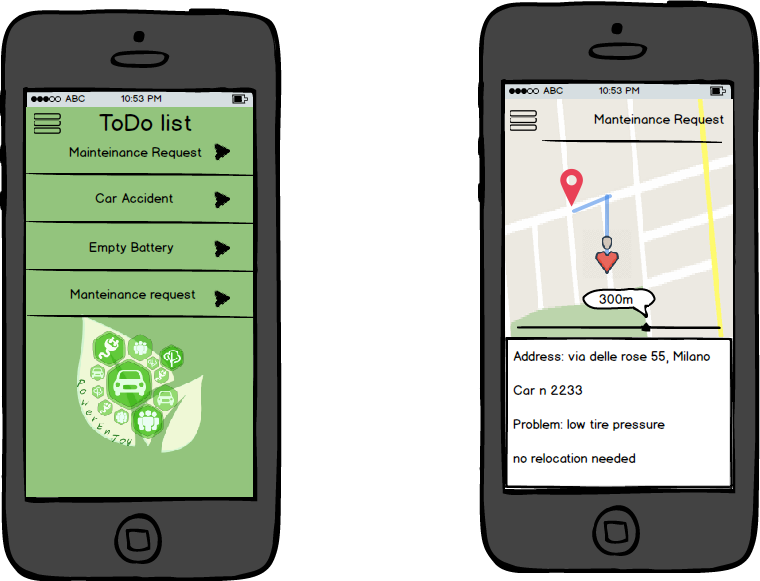 ABC 10:53 PM
ToDo list
Mainteinance Request
Car Accident
Empty Battery
Manteinance request
PowerEnJoy
ABC 10:53 PM
Manteinance Request
300m
Address: via delle rose 55, Milano
Car n 2233
Problem: low tire pressure
no relocation needed